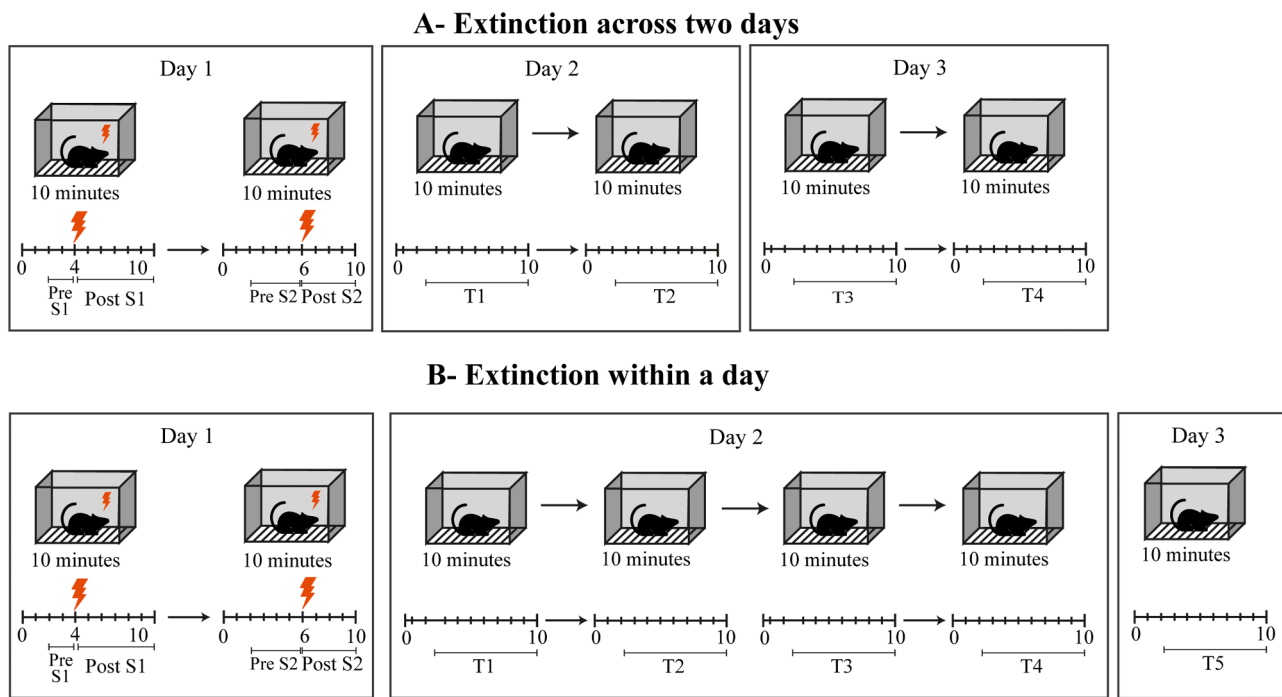 A- Extinction across two days
Day 1
Day 2
Day 3
10 minutes
10 minutes
10 minutes
10 minutes
10 minutes
10 minutes
0 4 10
0 6 10
0 10
0 10
0 10
0 10
Pre S1
Post S1
Pre S2
Post S2
T1
T2
T3
T4
B- Extinction within a day
Day 1
Day 2
Day 3
10 minutes
10 minutes
10 minutes
10 minutes
10 minutes
10 minutes
10 minutes
0 4 10
0 6 10
0 10
0 10
0 10
0 10
0 10
Pre S1
Post S1
Pre S2
Post S2
T1
T2
T3
T4
T5